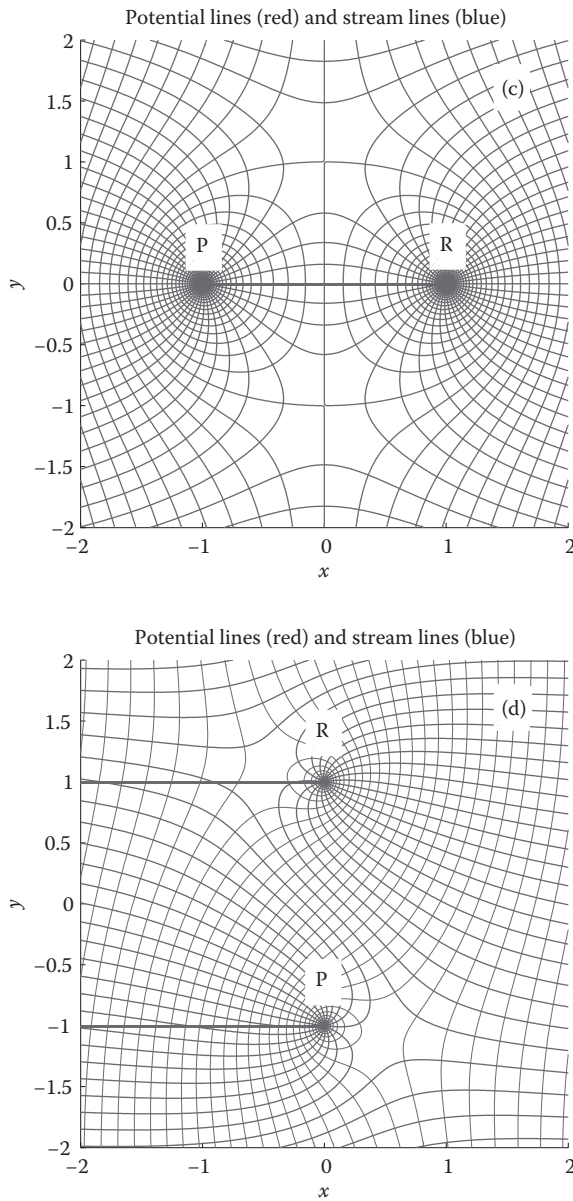 Potential lines (red) and stream lines (blue)
2
(c)
1.5
1
P
R
0.5
y
0
−0.5
−1
−1.5
−2
−2 −1 0 1 2
x
Potential lines (red) and stream lines (blue)
2
(d)
1.5
R
1
0.5
y
0
−0.5
P
−1
−1.5
−2
−2 −1 0 1 2
x